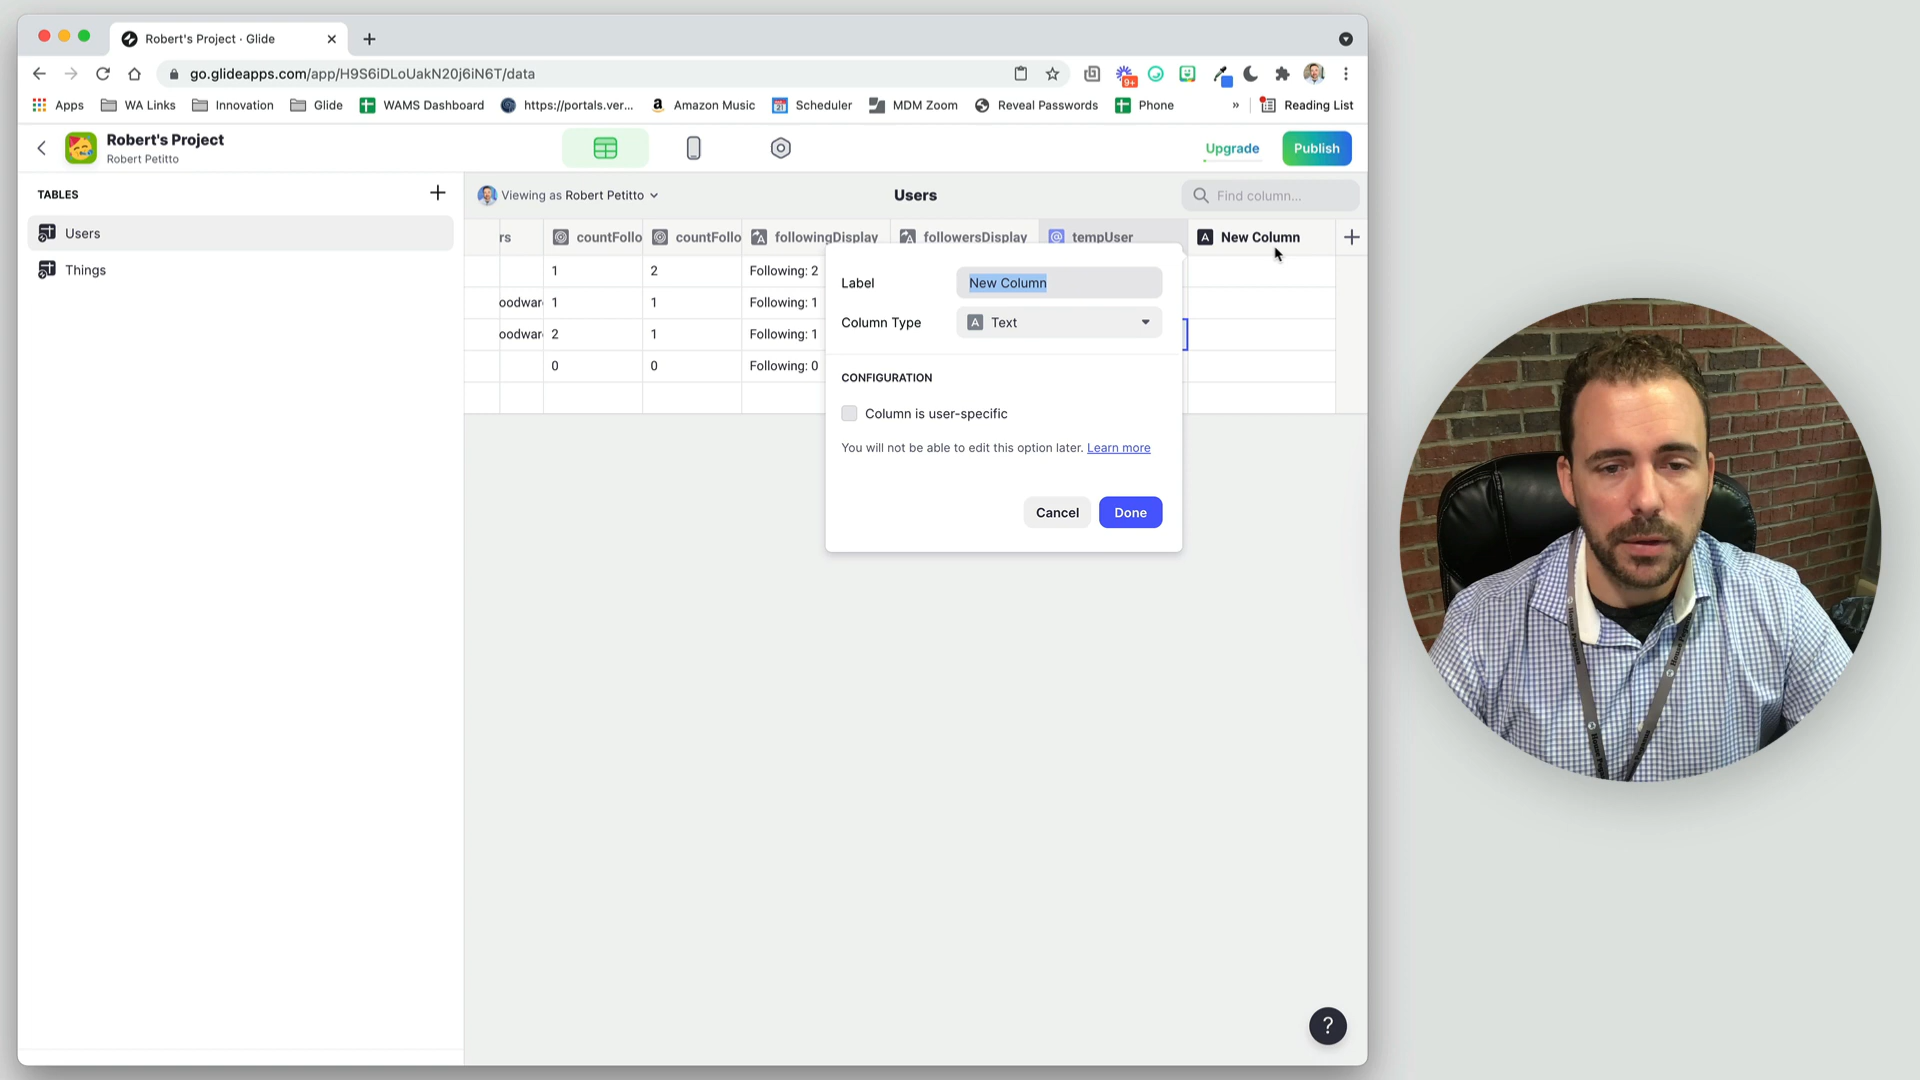 Robert's Project · Glide
go.glideapps.com/app/H9S6iDLoUakN20j6iN6T/data
9+
Apps
WA Links
Innovation
Glide
WAMS Dashboard
https://portals.ver...
Amazon Music
Scheduler
MDM Zoom
Reveal Passwords
Phone
»
Reading List
Robert's Project
Robert Petitto
Upgrade
Publish
TABLES
Viewing as Robert Petitto
Users
Find column...
Users
Things
rs
countFollo
countFollo
followingDisplay
followersDisplay
tempUser
New Column
1
2
Following: 2
oodwar
1
1
Following: 1
oodwar
2
1
Following: 1
0
0
Following: 0
Label
New Column
Column Type
Text
CONFIGURATION
Column is user-specific
You will not be able to edit this option later. Learn more
Cancel
Done
?